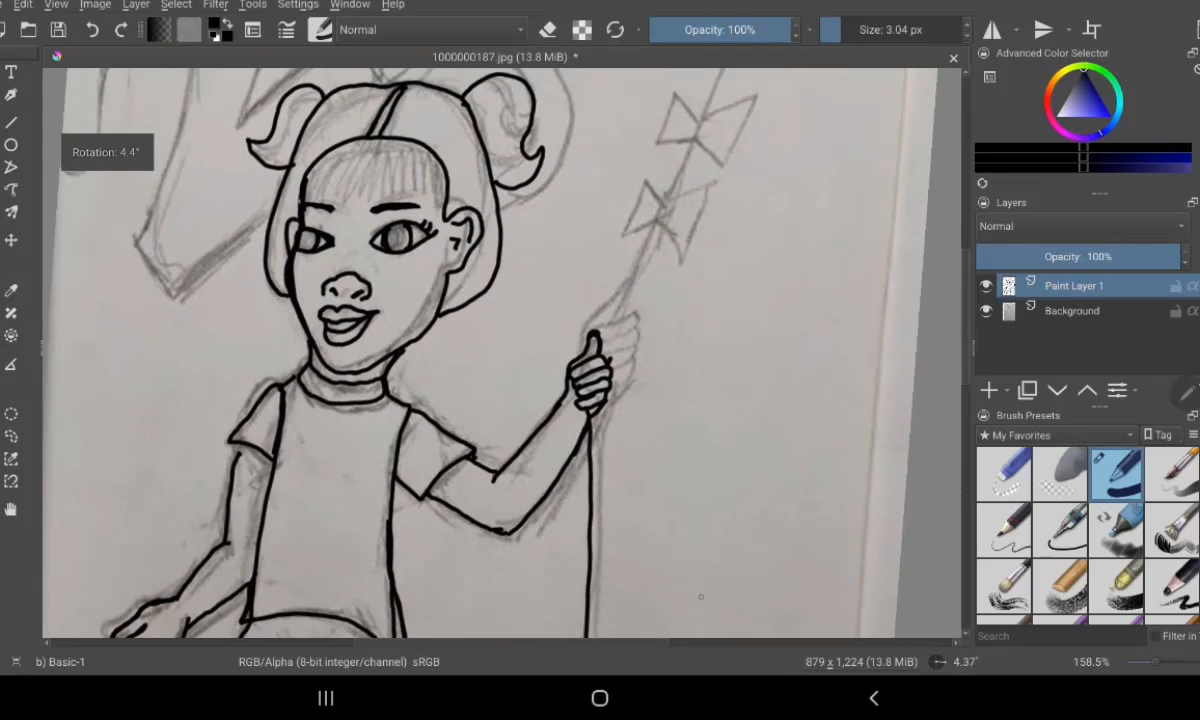 Edit View Image Layer Select Filter Tools Settings Window Help
Normal Opacity: 100% Size: 3.04 px
1000000187.jpg (13.8 MiB) *
Advanced Color Selector
Rotation: 4.4°
Layers
Normal
Opacity: 100%
Paint Layer 1
Background
Brush Presets
★ My Favorites Tag
Search Filter in
b) Basic-1 RGB/Alpha (8-bit integer/channel) sRGB 879 x 1,224 (13.8 MiB) 4.37° 158.5%